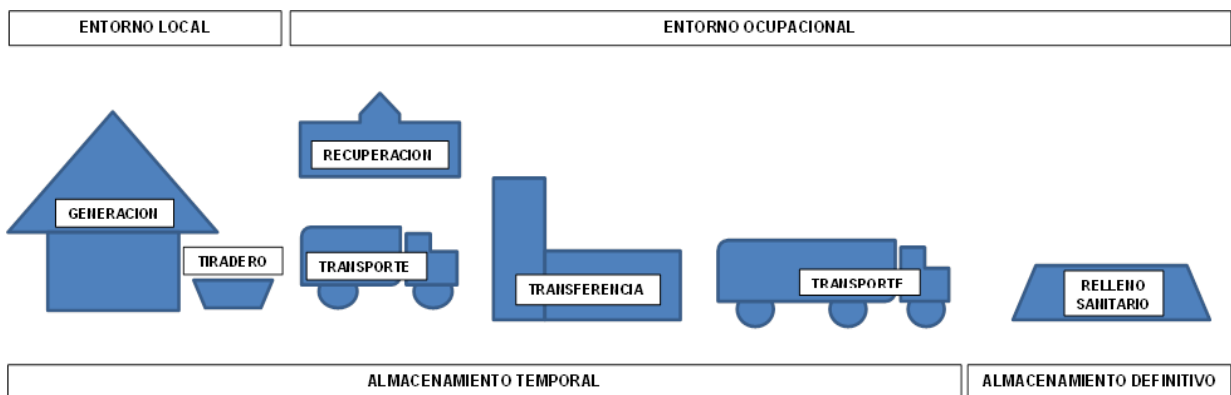 ENTORNO LOCAL
ENTORNO OCUPACIONAL
RECUPERACION
GENERACION
TIRADERO
TRANSPORTE
TRANSFERENCIA
TRANSPORTE
RELLENO
SANITARIO
ALMACENAMIENTO TEMPORAL
ALMACENAMIENTO DEFINITIVO